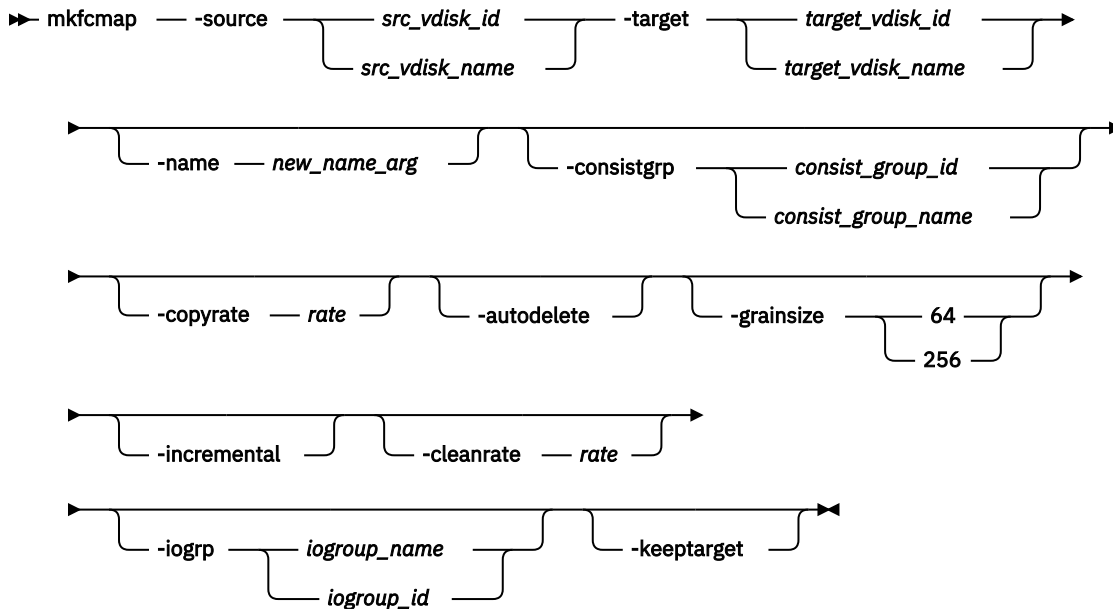 mkfcmap -source src_vdisk_id -target target_vdisk_id
src_vdisk_name target_vdisk_name
-name new_name_arg -consistgrp consist_group_id
consist_group_name
-copyrate rate -autodelete -grainsize 64
256
-incremental -cleanrate rate
-iogrp iogroup_name -keeptarget
iogroup_id